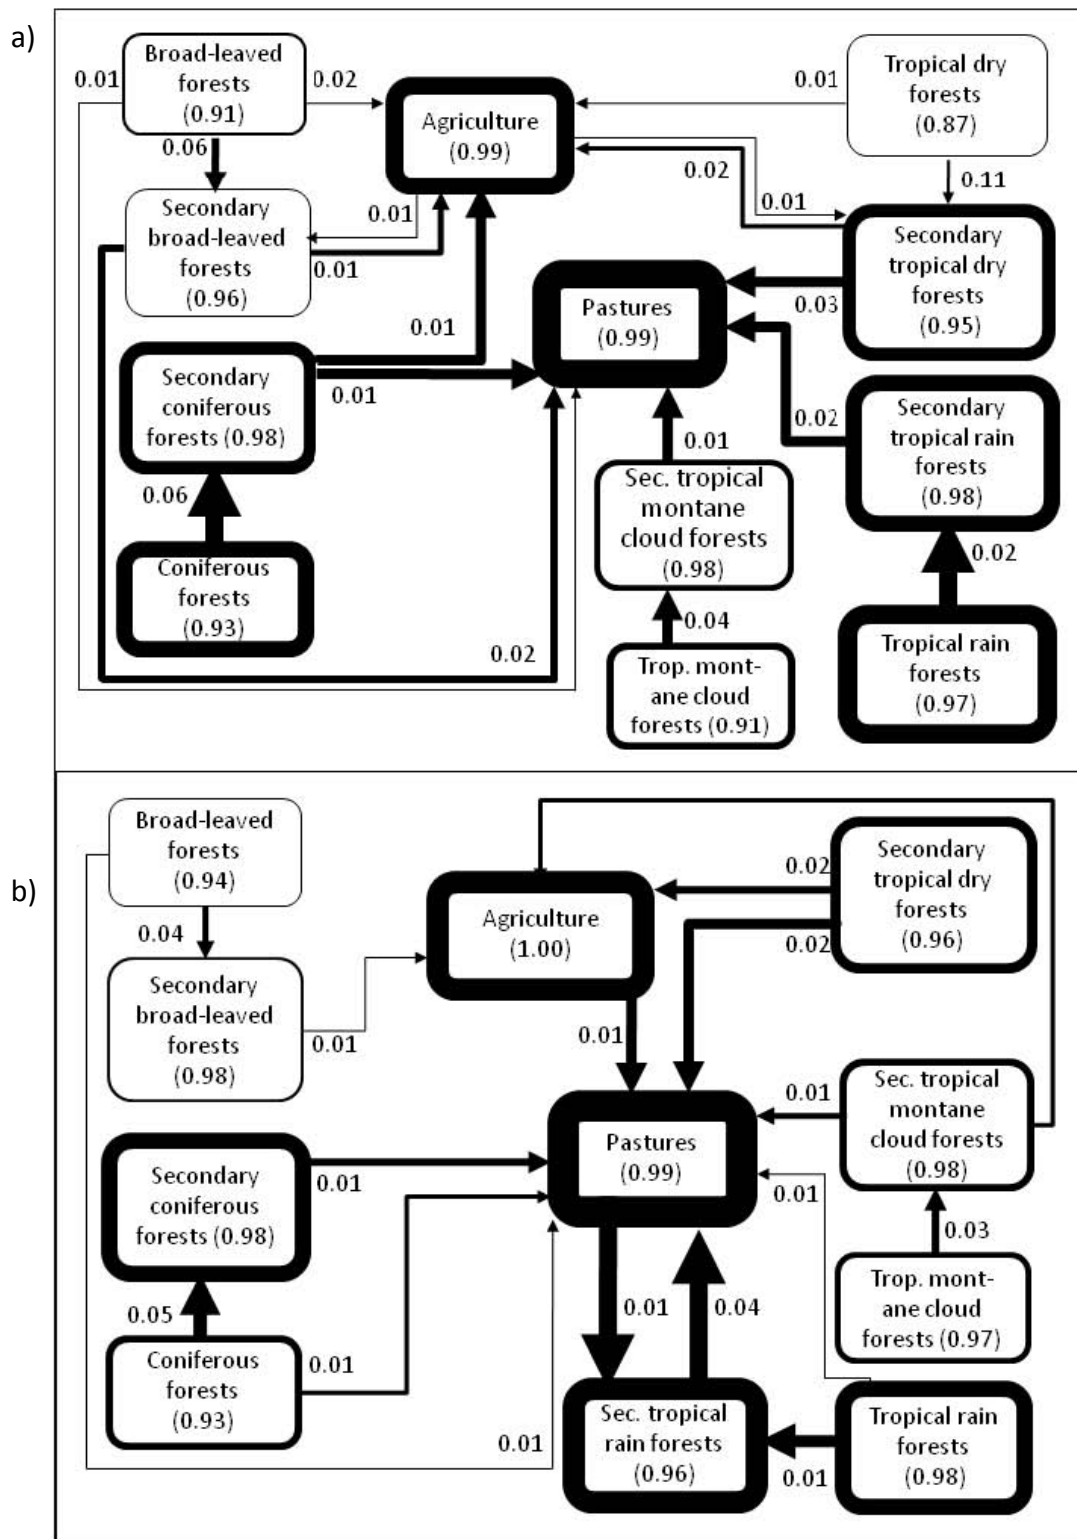 a)
Broad-leaved
forests
(0.91)
0.01
0.02
0.06
Agriculture
(0.99)
0.01
Tropical dry
forests
(0.87)
0.11
0.02
0.01
Secondary
broad-leaved
forests
(0.96)
0.01
0.01
Secondary
tropical dry
forests
(0.95)
0.03
Pastures
(0.99)
0.01
Secondary
coniferous
forests (0.98)
0.01
0.02
Secondary
tropical rain
forests
(0.98)
0.01
Sec. tropical
montane
cloud forests
(0.98)
0.06
Coniferous
forests
(0.93)
0.02
0.04
0.02
Trop. mont-
ane cloud
forests (0.91)
Tropical rain
forests
(0.97)
b)
Broad-leaved
forests
(0.94)
0.04
Agriculture
(1.00)
0.02
0.02
Secondary
tropical dry
forests
(0.96)
Secondary
broad-leaved
forests
(0.98)
0.01
0.01
0.01
Sec. tropical
montane
cloud forests
(0.98)
Pastures
(0.99)
Secondary
coniferous
forests (0.98)
0.01
0.01
0.03
0.05
0.01
0.04
Trop. mont-
ane cloud
forests (0.97)
Coniferous
forests
(0.93)
0.01
0.01
Sec. tropical
rain forests
(0.96)
0.01
Tropical rain
forests
(0.98)